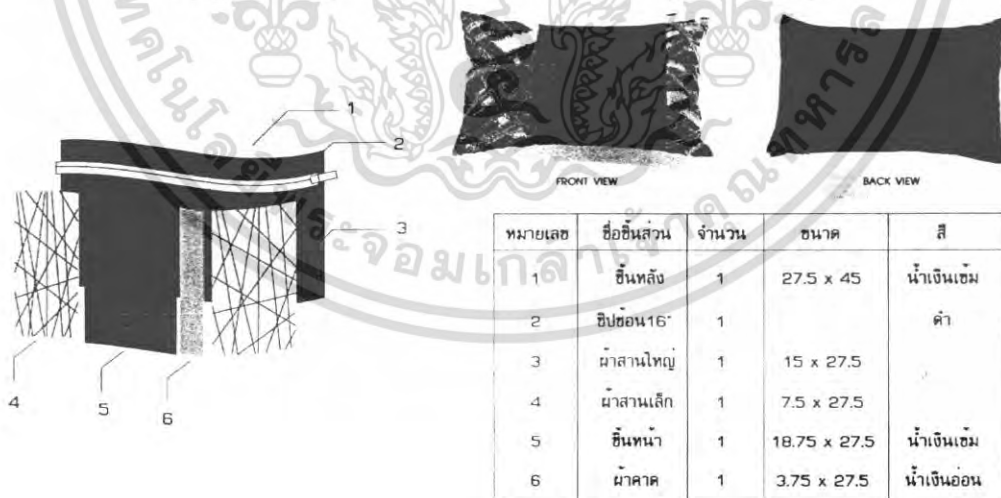 1
2
3
4
5
6
FRONT VIEW
BACK VIEW
หมายเลข ชื่อชิ้นส่วน จำนวน ขนาด สี
1 ชิ้นหลัง 1 27.5 x 45 น้ำเงินเข้ม
2 ซิปซ่อน16" 1 ดำ
3 ผ้าสานใหญ่ 1 15 x 27.5
4 ผ้าสานเล็ก 1 7.5 x 27.5
5 ชิ้นหน้า 1 18.75 x 27.5 น้ำเงินเข้ม
6 ผ้าคาด 1 3.75 x 27.5 น้ำเงินอ่อน